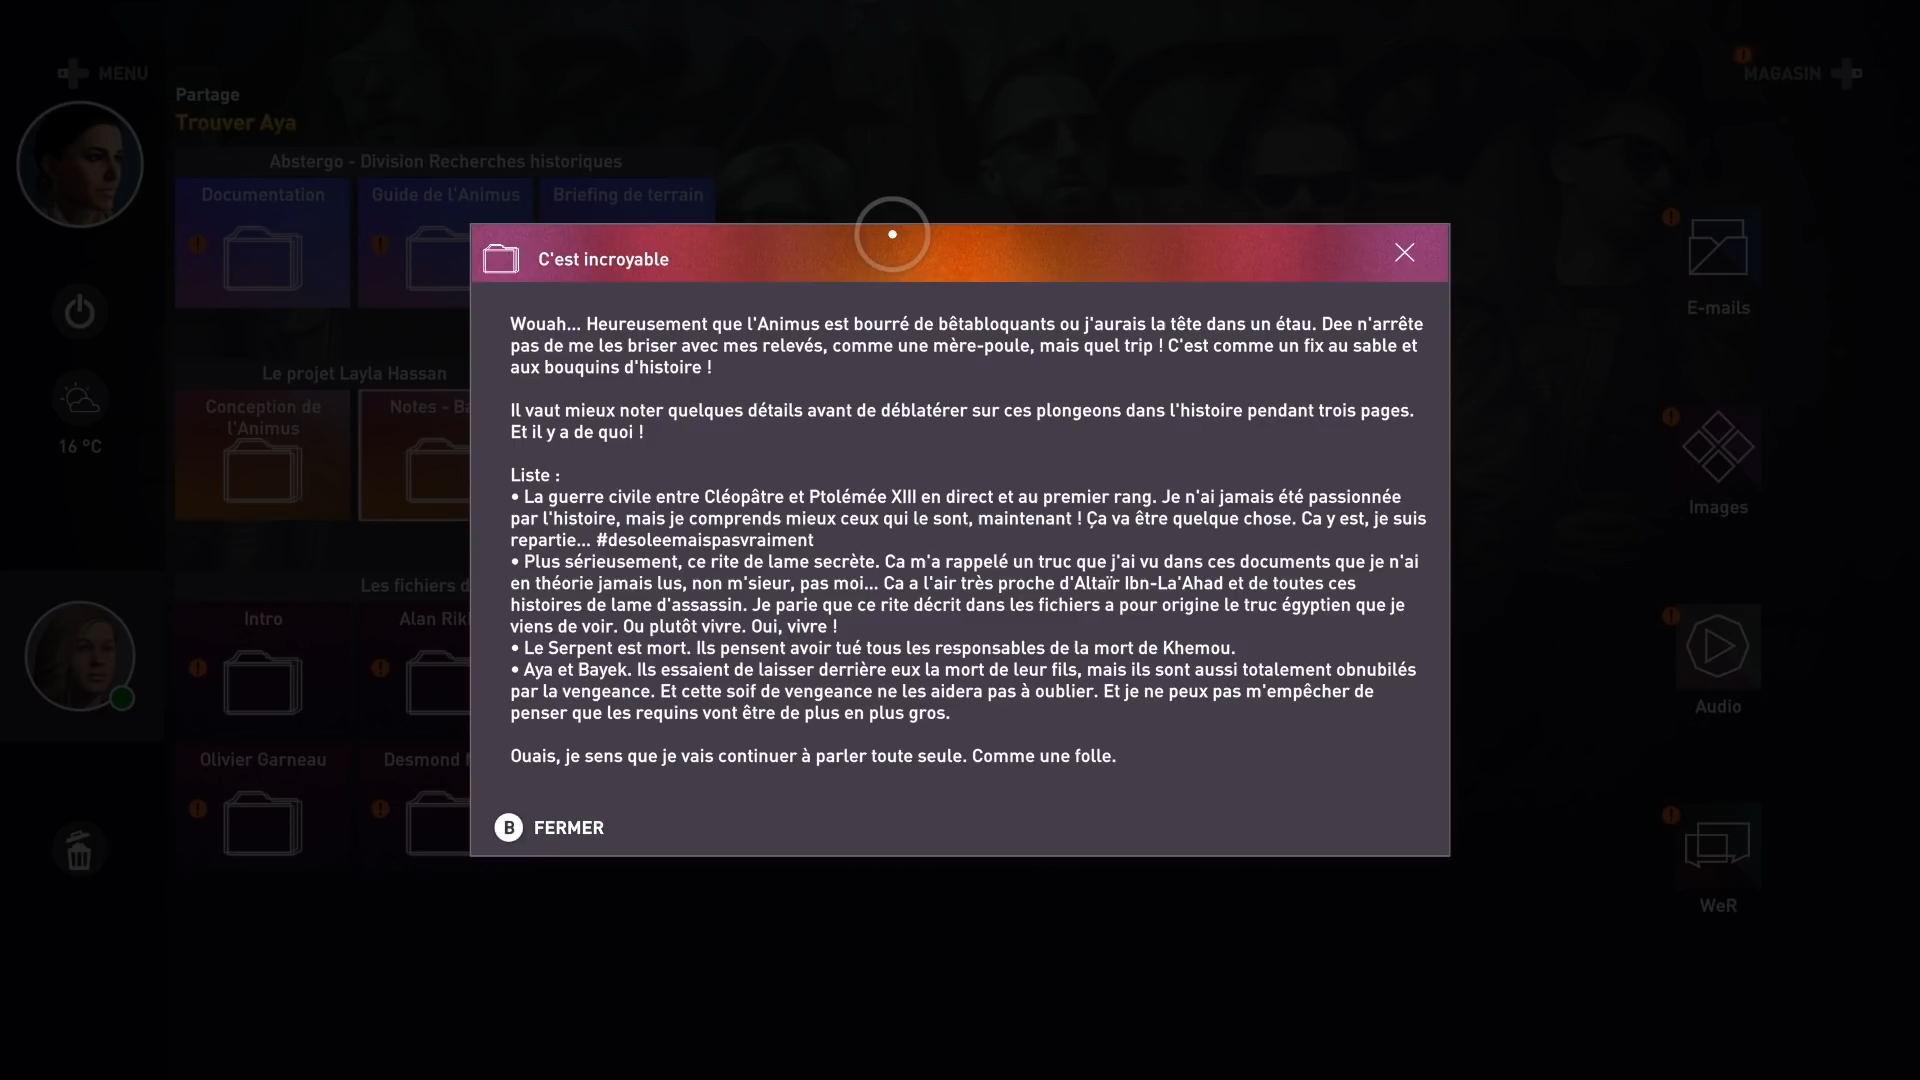 MENU
MAGASIN
Partage
Trouver Aya
Abstergo - Division Recherches historiques
Documentation
Guide de l'Animus
Briefing de terrain
C'est incroyable
Wouah... Heureusement que l'Animus est bourré de bêtabloquants ou j'aurais la tête dans un étau. Dee n'arrête
pas de me les briser avec mes relevés, comme une mère-poule, mais quel trip ! C'est comme un fix au sable et
aux bouquins d'histoire !
Il vaut mieux noter quelques détails avant de déblatérer sur ces plongeons dans l'histoire pendant trois pages.
Et il y a de quoi !
Liste :
• La guerre civile entre Cléopâtre et Ptolémée XIII en direct et au premier rang. Je n'ai jamais été passionnée
par l'histoire, mais je comprends mieux ceux qui le sont, maintenant ! Ça va être quelque chose. Ca y est, je suis
repartie... #desoleemaispasvraiment
• Plus sérieusement, ce rite de lame secrète. Ca m'a rappelé un truc que j'ai vu dans ces documents que je n'ai
en théorie jamais lus, non m'sieur, pas moi... Ca a l'air très proche d'Altaïr Ibn-La'Ahad et de toutes ces
histoires de lame d'assassin. Je parie que ce rite décrit dans les fichiers a pour origine le truc égyptien que je
viens de voir. Ou plutôt vivre. Oui, vivre !
• Le Serpent est mort. Ils pensent avoir tué tous les responsables de la mort de Khemou.
• Aya et Bayek. Ils essaient de laisser derrière eux la mort de leur fils, mais ils sont aussi totalement obnubilés
par la vengeance. Et cette soif de vengeance ne les aidera pas à oublier. Et je ne peux pas m'empêcher de
penser que les requins vont être de plus en plus gros.
Ouais, je sens que je vais continuer à parler toute seule. Comme une folle.
B FERMER
Le projet Layla Hassan
Conception de
l'Animus
Notes - Ba
16 °C
Les fichiers d
Intro
Alan Rik
Olivier Garneau
Desmond
E-mails
Images
Audio
WeR